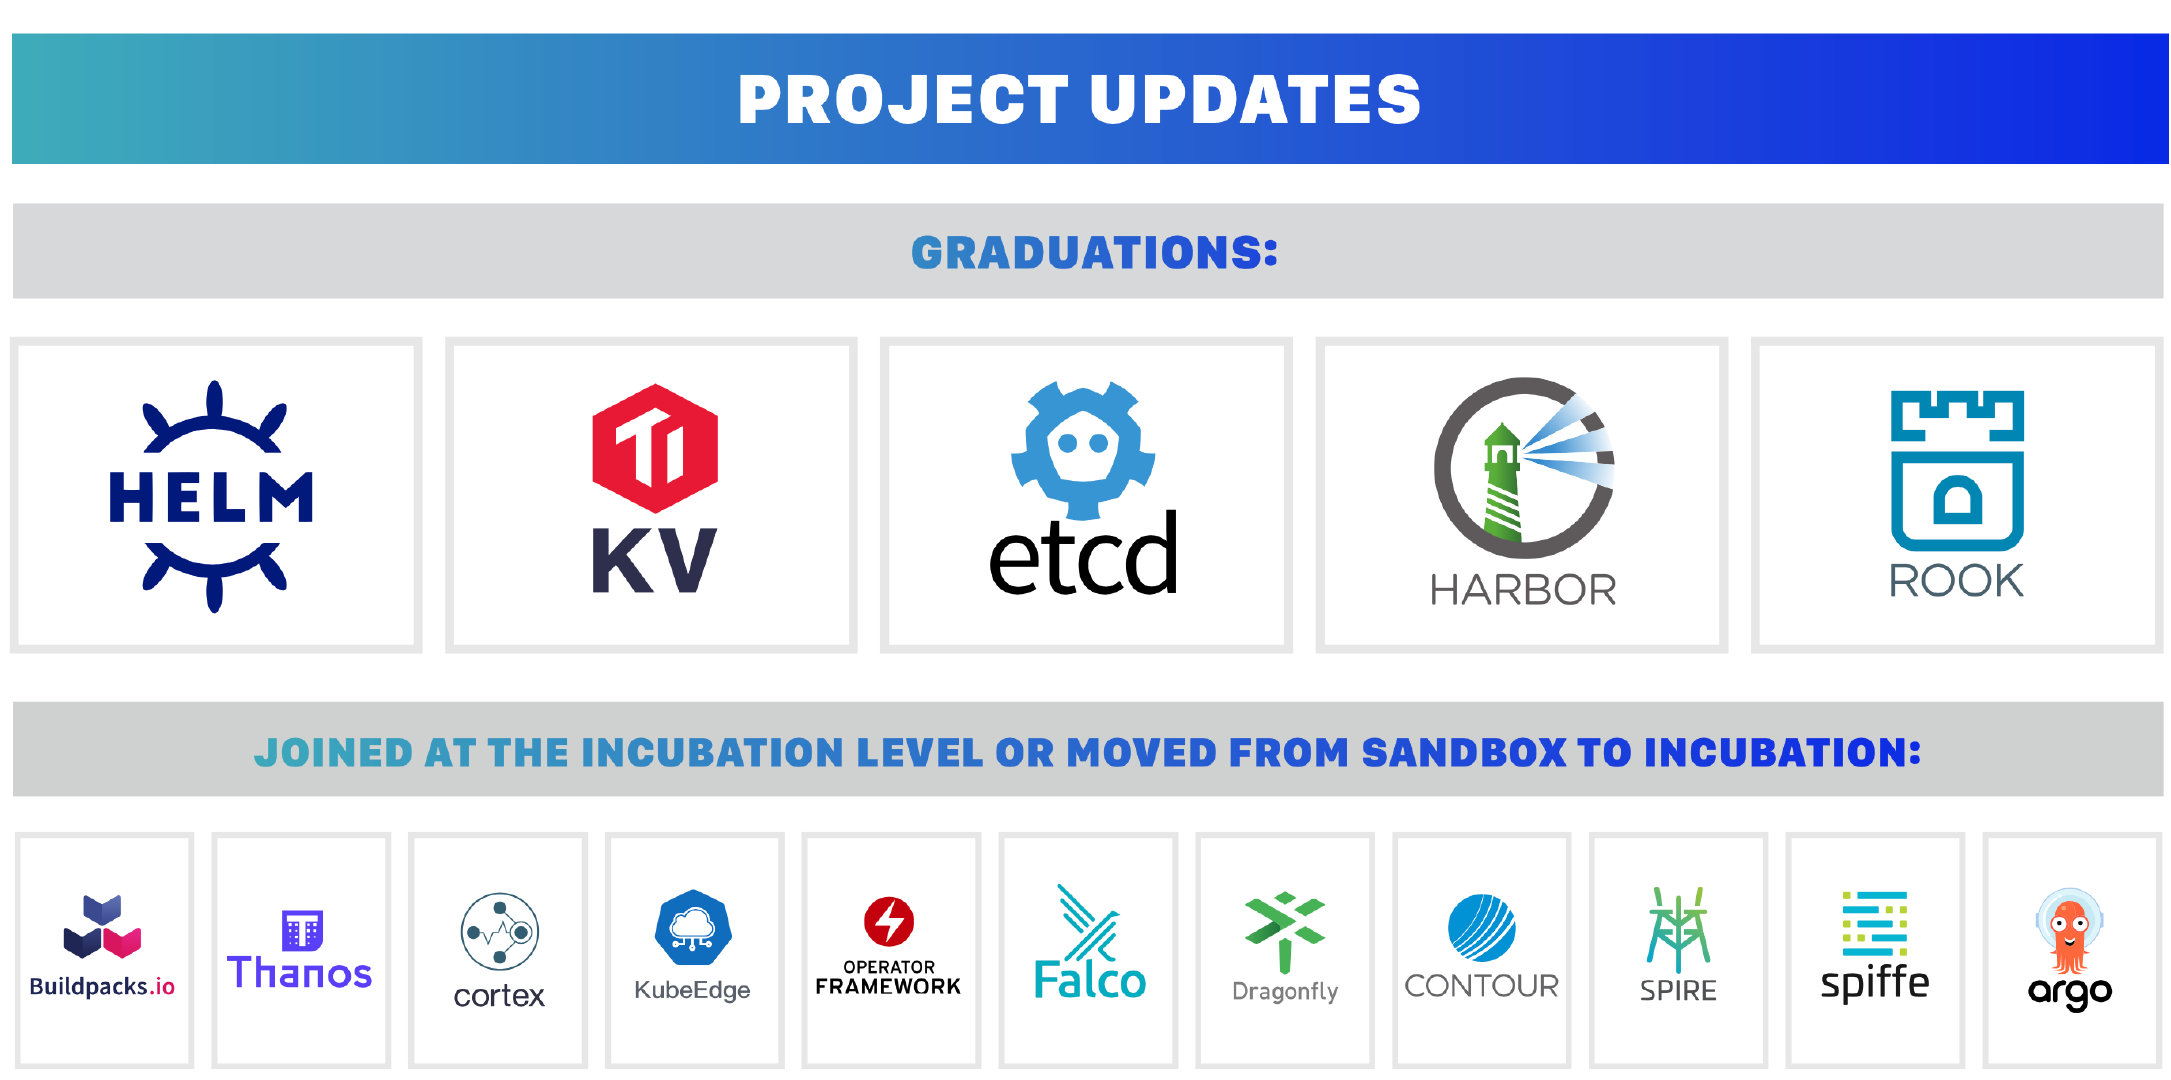 PROJECT UPDATES
GRADUATIONS:
HELM
TI
KV
etcd
HARBOR
ROOK
JOINED AT THE INCUBATION LEVEL OR MOVED FROM SANDBOX TO INCUBATION:
Buildpacks.io
T
Thanos
cortex
KubeEdge
OPERATOR
FRAMEWORK
Falco
Dragonfly
CONTOUR
SPIRE
spiffe
argo